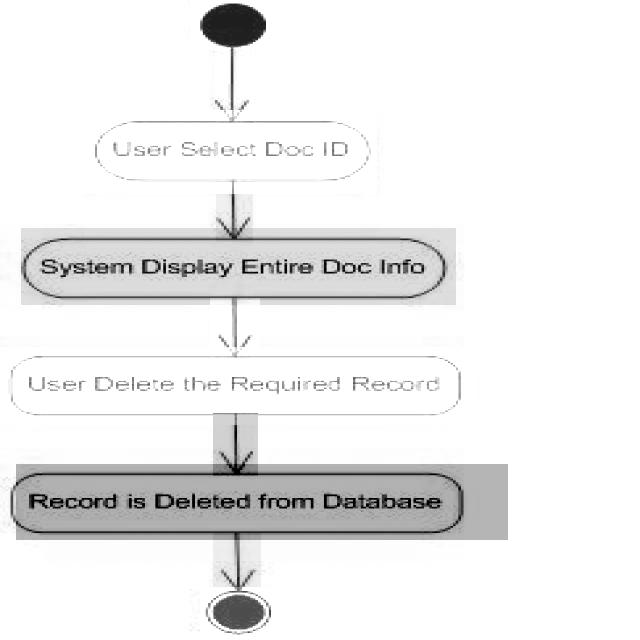 User Select Doc ID
System Display Entire Doc Info
User Delete the Required Record
Record is Deleted from Database